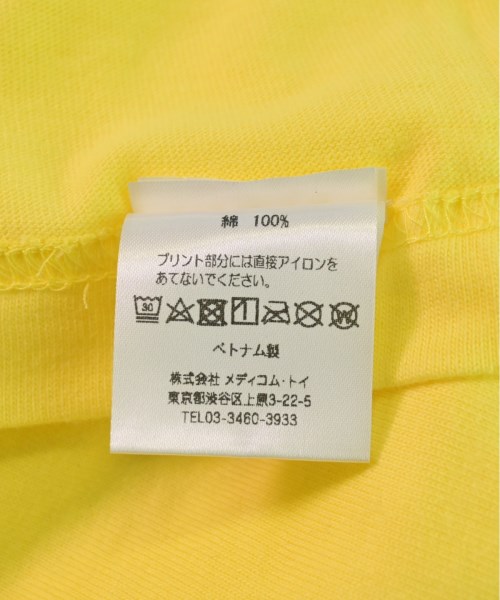 綿 100%
プリント部分には直接アイロンを
あてないでください。
30
ベトナム製
株式会社 メディコム・トイ
東京都渋谷区上原3-22-5
TEL03-3460-3933